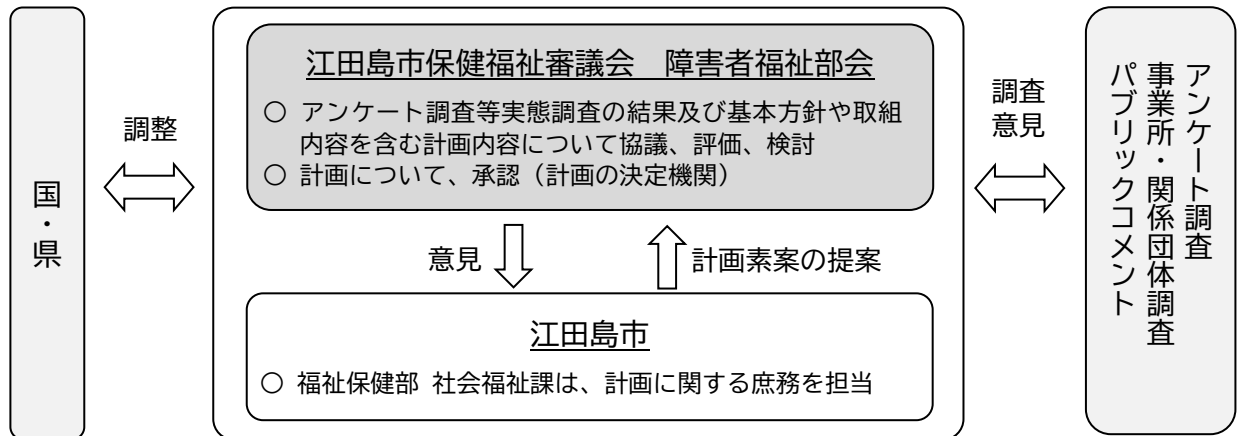 国・県
調整
江田島市保健福祉審議会　障害者福祉部会
○ アンケート調査等実態調査の結果及び基本方針や取組
内容を含む計画内容について協議、評価、検討
○ 計画について、承認（計画の決定機関）
意見
計画素案の提案
江田島市
○ 福祉保健部 社会福祉課は、計画に関する庶務を担当
調査
意見
アンケート調査
事業所・関係団体調査
パブリックコメント